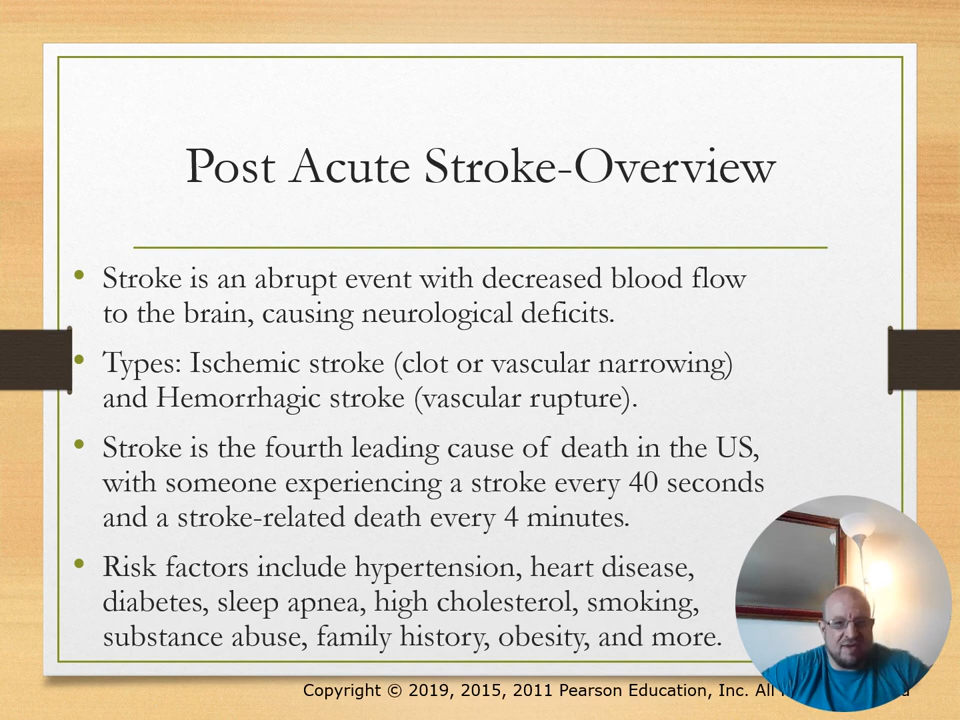 Post Acute Stroke-Overview
• Stroke is an abrupt event with decreased blood flow
to the brain, causing neurological deficits.
• Types: Ischemic stroke (clot or vascular narrowing)
and Hemorrhagic stroke (vascular rupture).
• Stroke is the fourth leading cause of death in the US,
with someone experiencing a stroke every 40 seconds
and a stroke-related death every 4 minutes.
• Risk factors include hypertension, heart disease,
diabetes, sleep apnea, high cholesterol, smoking,
substance abuse, family history, obesity, and more.
Copyright © 2019, 2015, 2011 Pearson Education, Inc. All